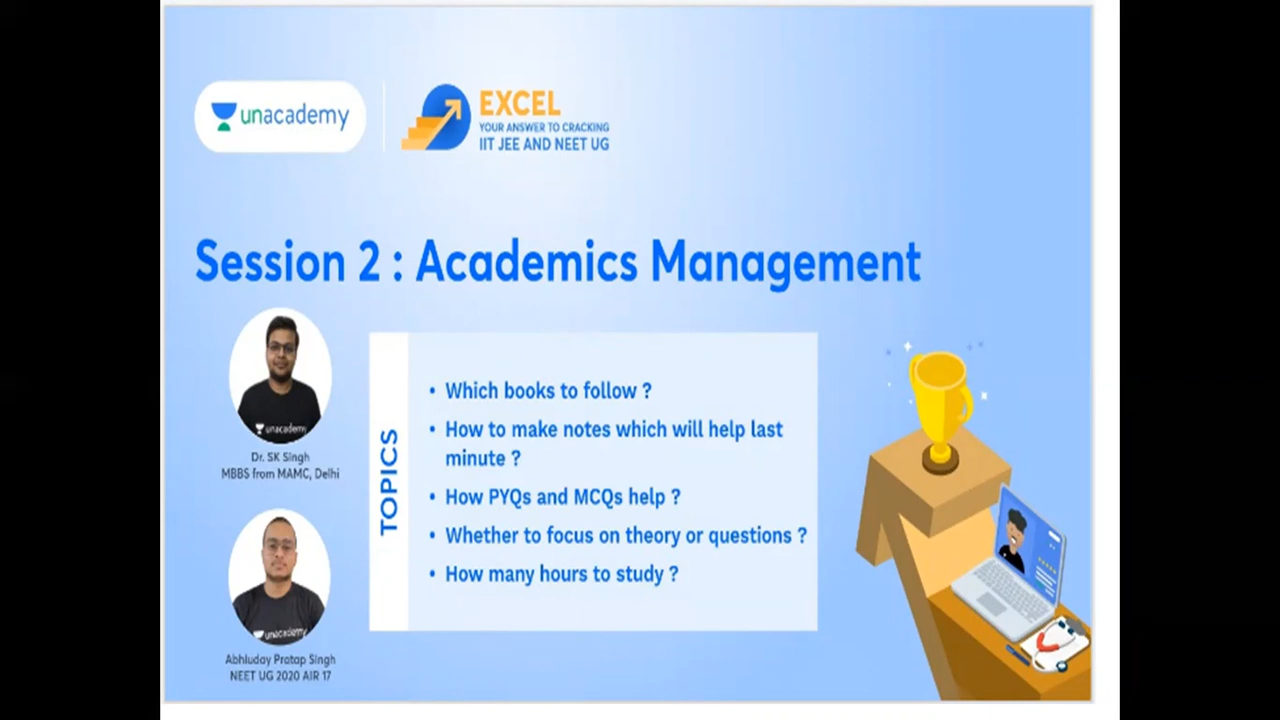 unacademy
EXCEL
YOUR ANSWER TO CRACKING
IIT JEE AND NEET UG
Session 2 : Academics Management
unacademy
Dr. SK Singh
MBBS from MAMC, Delhi
unacademy
Abhiuday Pratap Singh
NEET UG 2020 AIR 17
TOPICS
• Which books to follow ?
• How to make notes which will help last
minute ?
• How PYQs and MCQs help ?
• Whether to focus on theory or questions ?
• How many hours to study ?